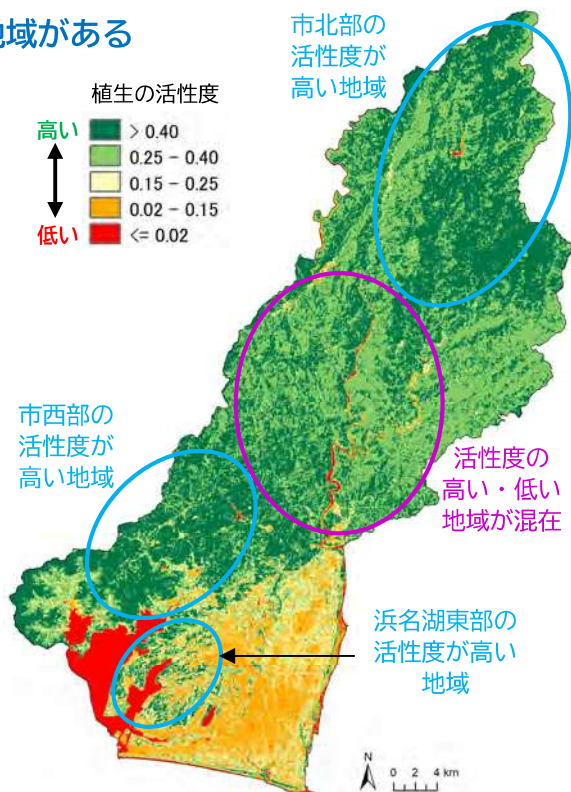 地域がある
市北部の
活性度が
高い地域
植生の活性度
高い
> 0.40
0.25 - 0.40
0.15 - 0.25
0.02 - 0.15
低い
<= 0.02
市西部の
活性度が
高い地域
活性度の
高い・低い
地域が混在
浜名湖東部の
活性度が高い
地域
N
0 2 4 km